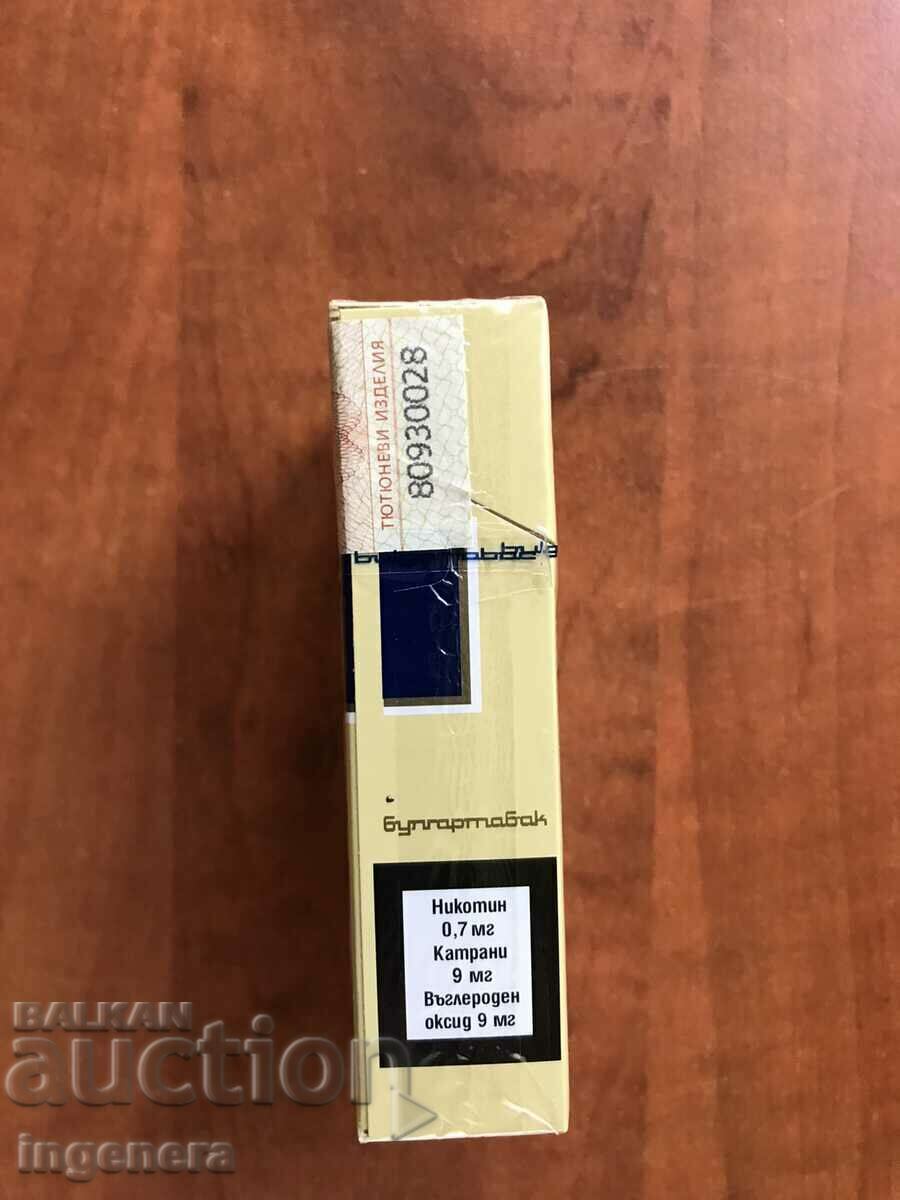 ТЮТЮНЕВИ ИЗДЕЛИЯ
80930028
булгартабак
Никотин
0,7 мг
Катрани
9 мг
Въглероден
оксид 9 мг
BALKAN
auction
ingenera